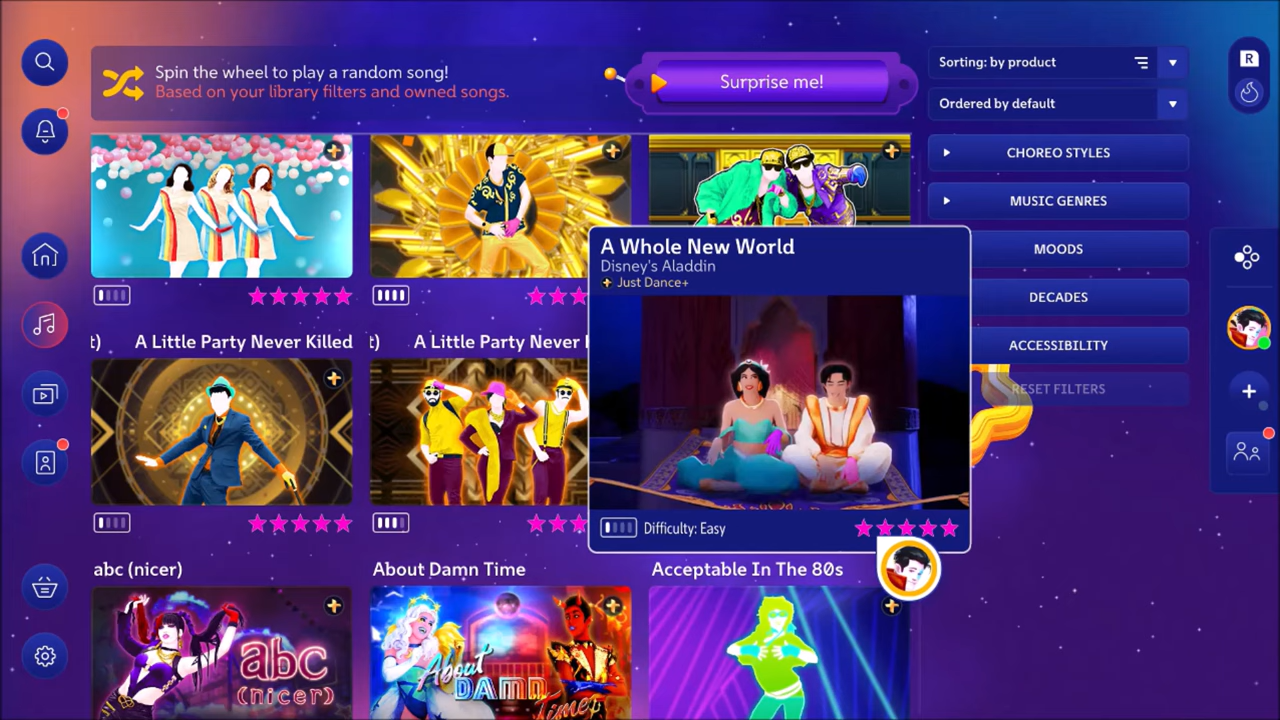 Spin the wheel to play a random song!
Based on your library filters and owned songs.
Surprise me!
Sorting: by product
R
Ordered by default
CHOREO STYLES
MUSIC GENRES
MOODS
DECADES
ACCESSIBILITY
RESET FILTERS
A Whole New World
Disney's Aladdin
Just Dance+
Difficulty: Easy
t) A Little Party Never Killed
t) A Little Party Never
abc (nicer)
About Damn Time
Acceptable In The 80s
abc
(nicer)
About
DAMN
Time